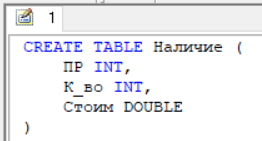 1
CREATE TABLE Наличие (
ПР INT,
К_во INT,
Стоим DOUBLE
)